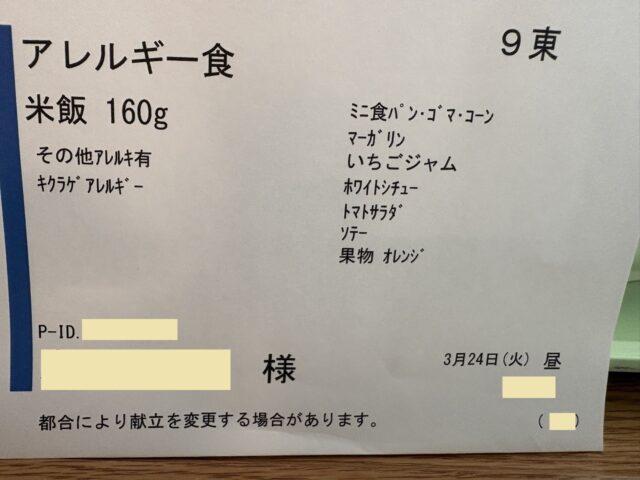 アレルギー食
9東
米飯 160g
その他ｱﾚﾙｷ有
ｷｸﾗｹﾞｱﾚﾙｷﾞｰ
ﾐﾆ食ﾊﾟﾝ･ｺﾞﾏ･ｺｰﾝ
ﾏｰｶﾞﾘﾝ
いちごジャム
ﾎﾜｲﾄｼﾁｭｰ
ﾄﾏﾄｻﾗﾀﾞ
ｿﾃｰ
果物 ｵﾚﾝｼﾞ
P-ID.
様
3月24日(火) 昼
都合により献立を変更する場合があります。
( )